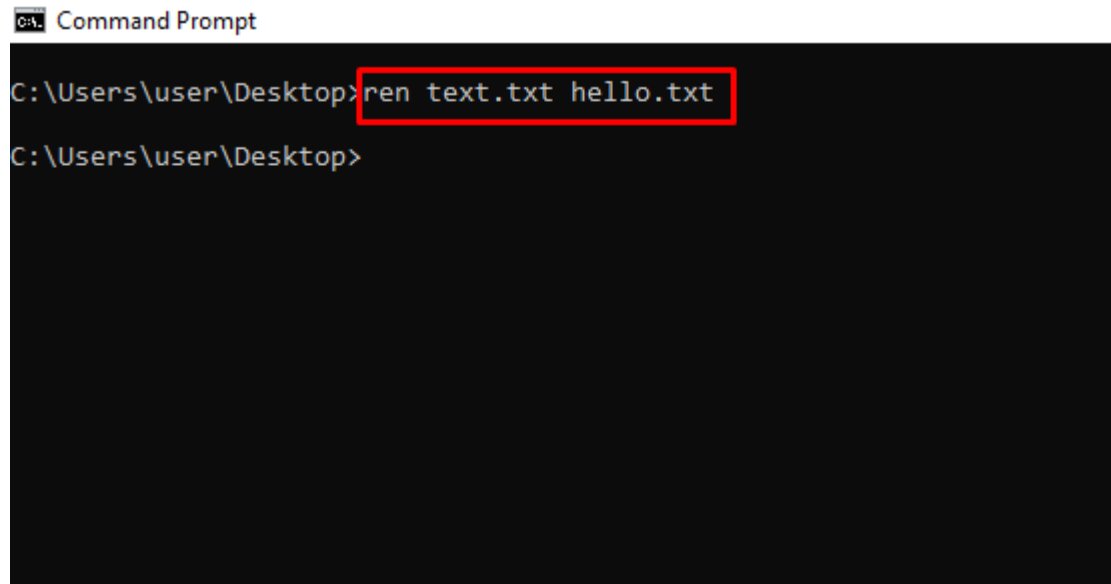 Command Prompt
C:\Users\user\Desktop>ren text.txt hello.txt
C:\Users\user\Desktop>